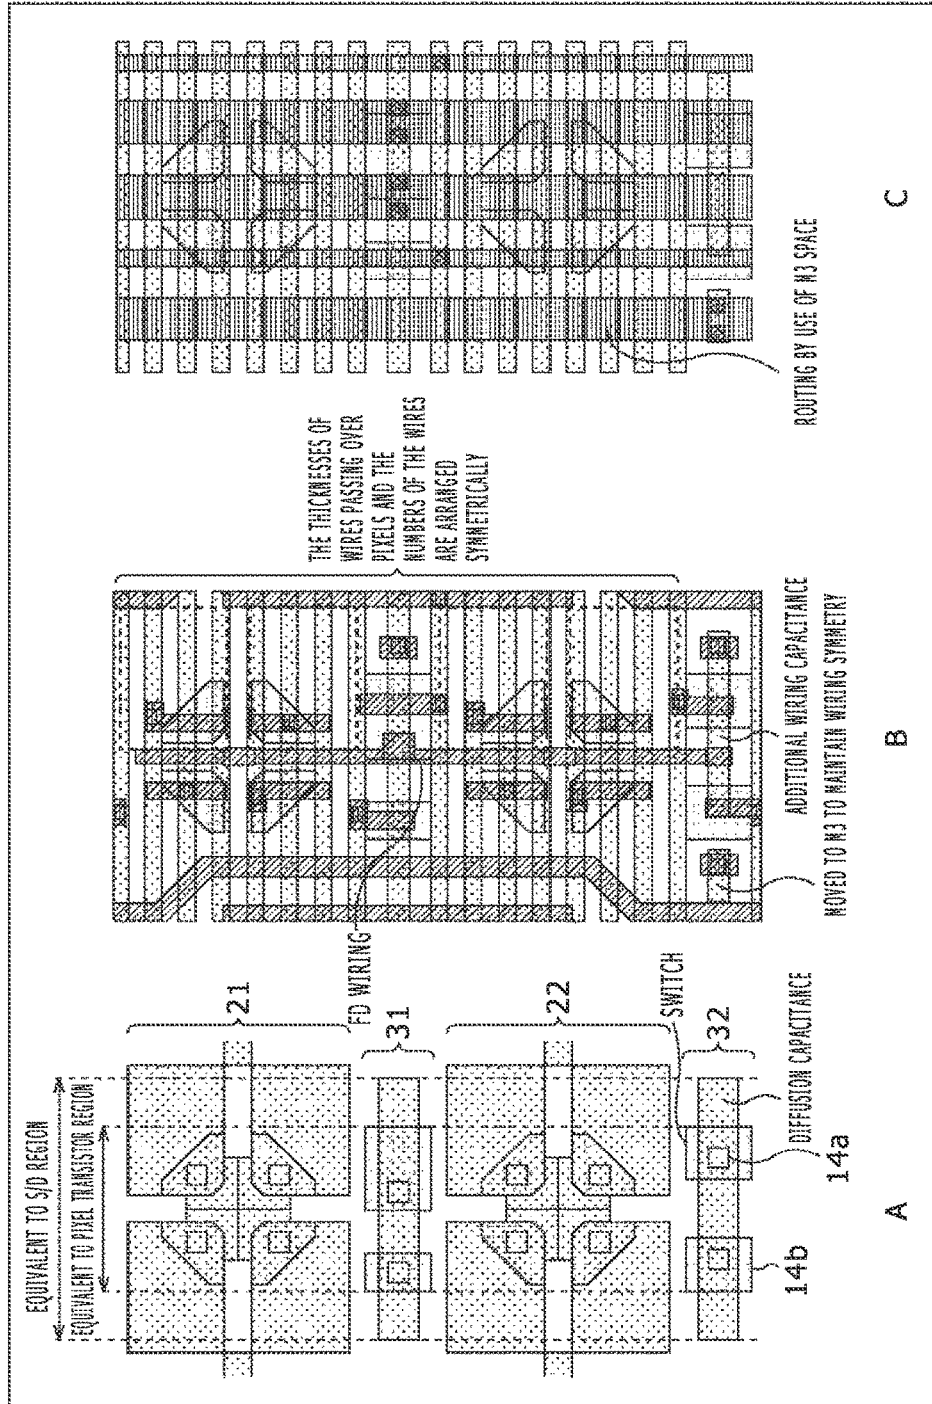 EQUIVALENT TO S/D REGION
EQUIVALENT TO PIXEL TRANSISTOR REGION
21
31
22
32
FD WIRING
SWITCH
DIFFUSION CAPACITANCE
14a
14b
A
THE THICKNESSES OF
WIRES PASSING OVER
PIXELS AND THE
NUMBERS OF THE WIRES
ARE ARRANGED
SYMMETRICALLY
ADDITIONAL WIRING CAPACITANCE
MOVED TO M3 TO MAINTAIN WIRING SYMMETRY
B
ROUTING BY USE OF M3 SPACE
C